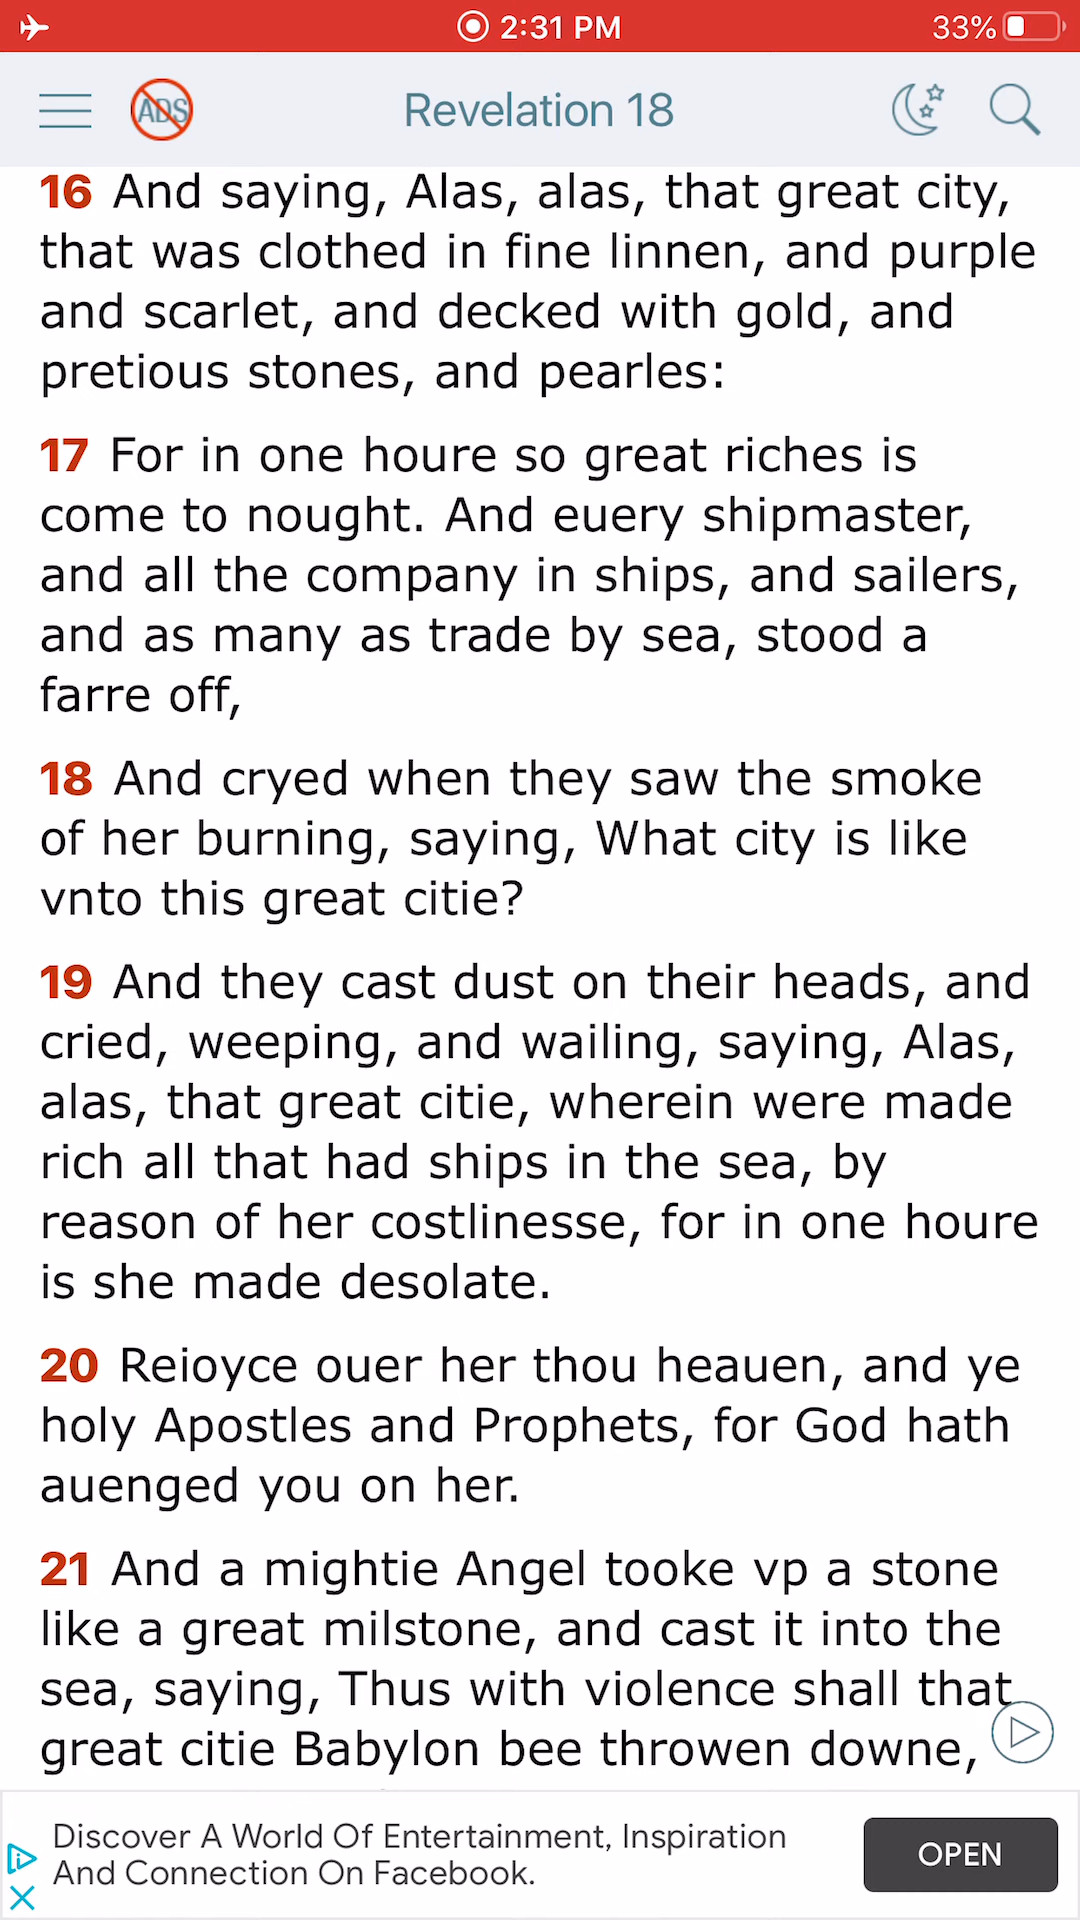 2:31 PM
33%
ADS
Revelation 18
16 And saying, Alas, alas, that great city,
that was clothed in fine linnen, and purple
and scarlet, and decked with gold, and
pretious stones, and pearles:
17 For in one houre so great riches is
come to nought. And euery shipmaster,
and all the company in ships, and sailers,
and as many as trade by sea, stood a
farre off,
18 And cryed when they saw the smoke
of her burning, saying, What city is like
vnto this great citie?
19 And they cast dust on their heads, and
cried, weeping, and wailing, saying, Alas,
alas, that great citie, wherein were made
rich all that had ships in the sea, by
reason of her costlinesse, for in one houre
is she made desolate.
20 Reioyce ouer her thou heauen, and ye
holy Apostles and Prophets, for God hath
auenged you on her.
21 And a mightie Angel tooke vp a stone
like a great milstone, and cast it into the
sea, saying, Thus with violence shall that
great citie Babylon bee throwen downe,
Discover A World Of Entertainment, Inspiration
And Connection On Facebook.
OPEN